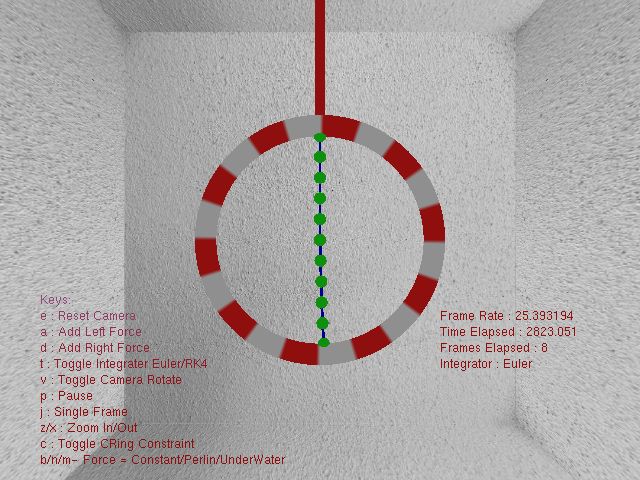 Keys:
e : Reset Camera
a : Add Left Force
d : Add Right Force
t : Toggle Integrater Euler/RK4
v : Toggle Camera Rotate
p : Pause
j : Single Frame
z/x : Zoom In/Out
c : Toggle CRing Constraint
b/n/m- Force = Constant/Perlin/UnderWater
Frame Rate : 25.393194
Time Elapsed : 2823.051
Frames Elapsed : 8
Integrator : Euler